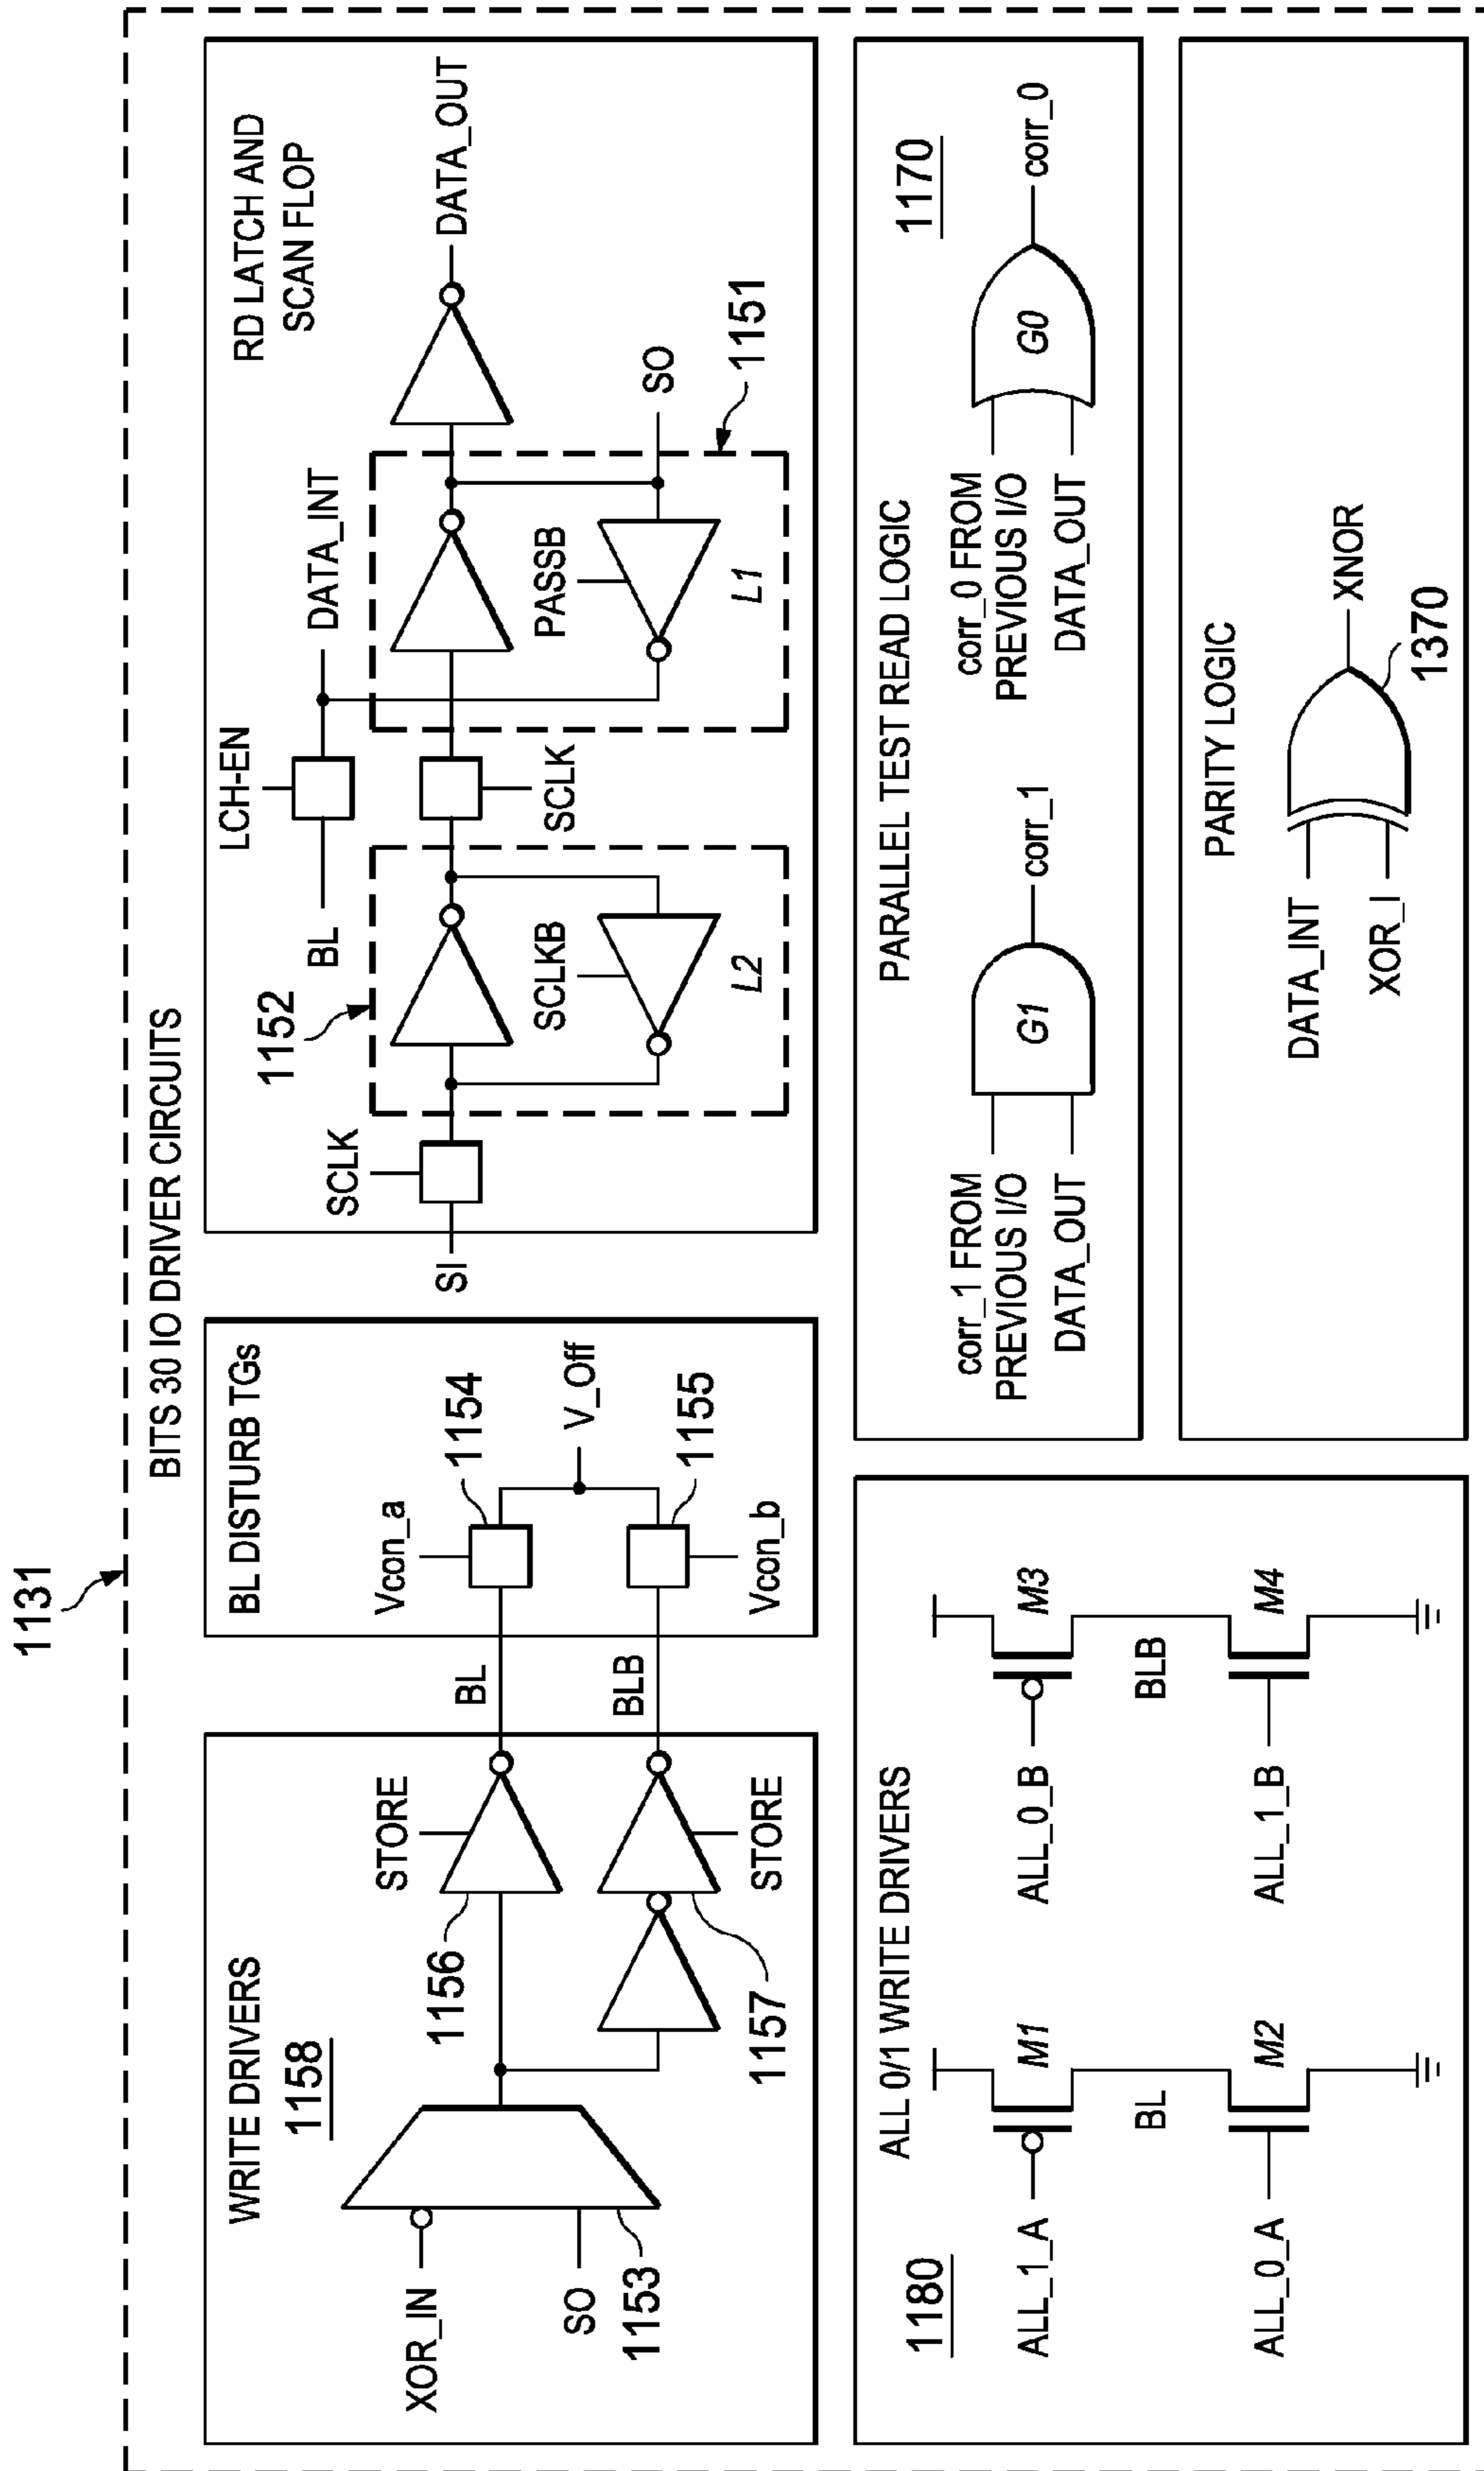 1131
BITS 30 IO DRIVER CIRCUITS
WRITE DRIVERS
1158
XOR_IN
SO
1153
STORE
1156
1157
STORE
BL
BLB
BL DISTURB TGs
Vcon_a
1154
V_Off
1155
Vcon_b
RD LATCH AND
SCAN FLOP
SI
SCLK
1152
SCLKB
L2
BL
LCH-EN
DATA_INT
SCLK
PASSB
L1
SO
1151
DATA_OUT
ALL 0/1 WRITE DRIVERS
1180
ALL_1_A
M1
BL
ALL_0_A
M2
ALL_0_B
M3
BLB
ALL_1_B
M4
PARALLEL TEST READ LOGIC
1170
corr_1 FROM
PREVIOUS I/O
DATA_OUT
G1
corr_1
corr_0 FROM
PREVIOUS I/O
DATA_OUT
G0
corr_0
PARITY LOGIC
DATA_INT
XOR_I
XNOR
1370